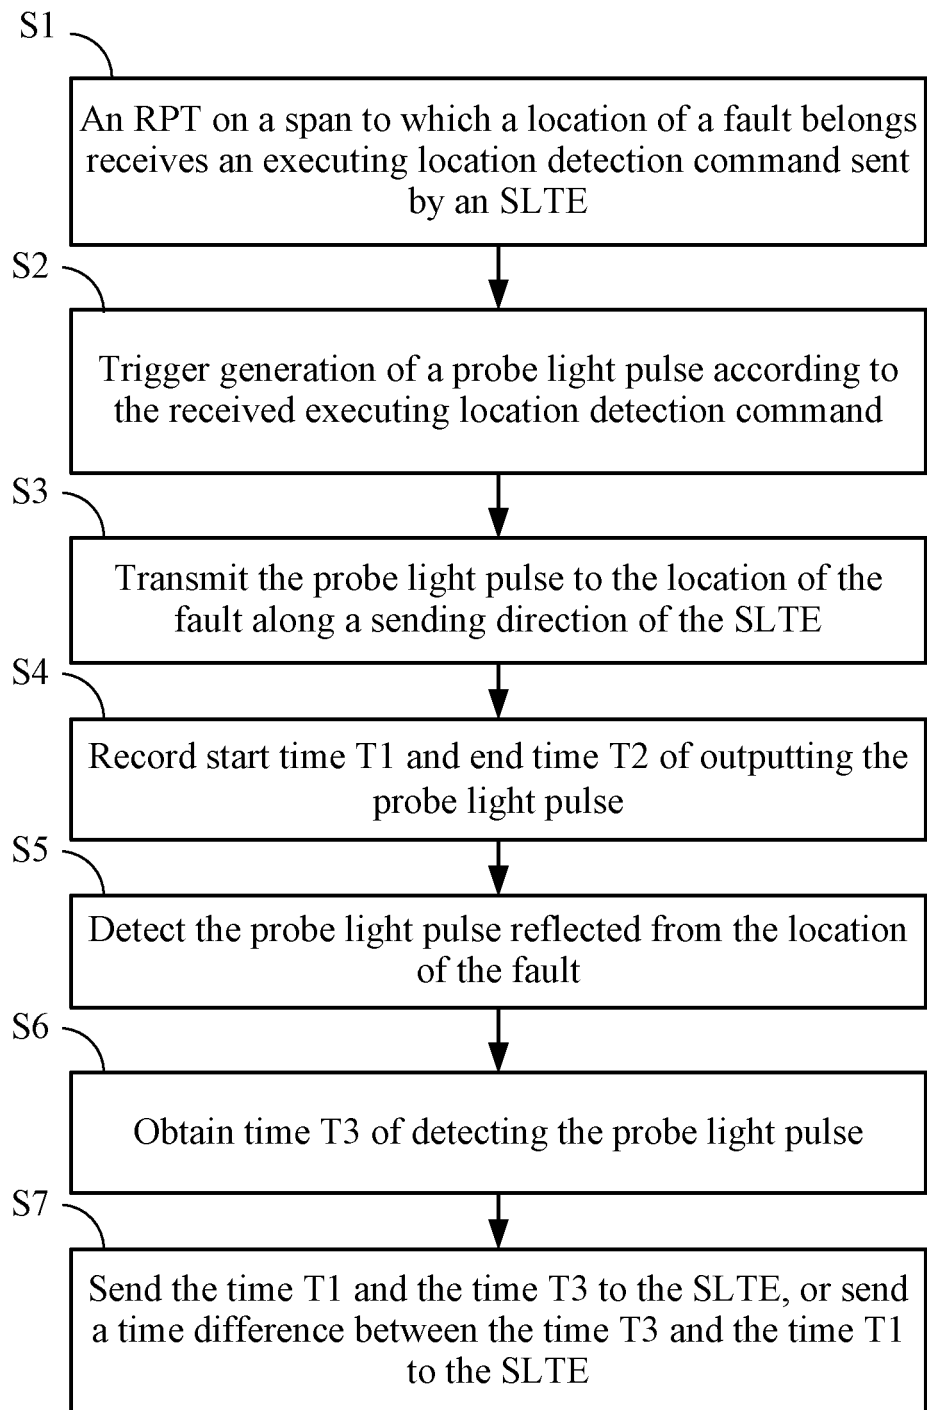 S1
An RPT on a span to which a location of a fault belongs
receives an executing location detection command sent
by an SLTE
S2
Trigger generation of a probe light pulse according to
the received executing location detection command
S3
Transmit the probe light pulse to the location of the
fault along a sending direction of the SLTE
S4
Record start time T1 and end time T2 of outputting the
probe light pulse
S5
Detect the probe light pulse reflected from the location
of the fault
S6
Obtain time T3 of detecting the probe light pulse
S7
Send the time T1 and the time T3 to the SLTE, or send
a time difference between the time T3 and the time T1
to the SLTE